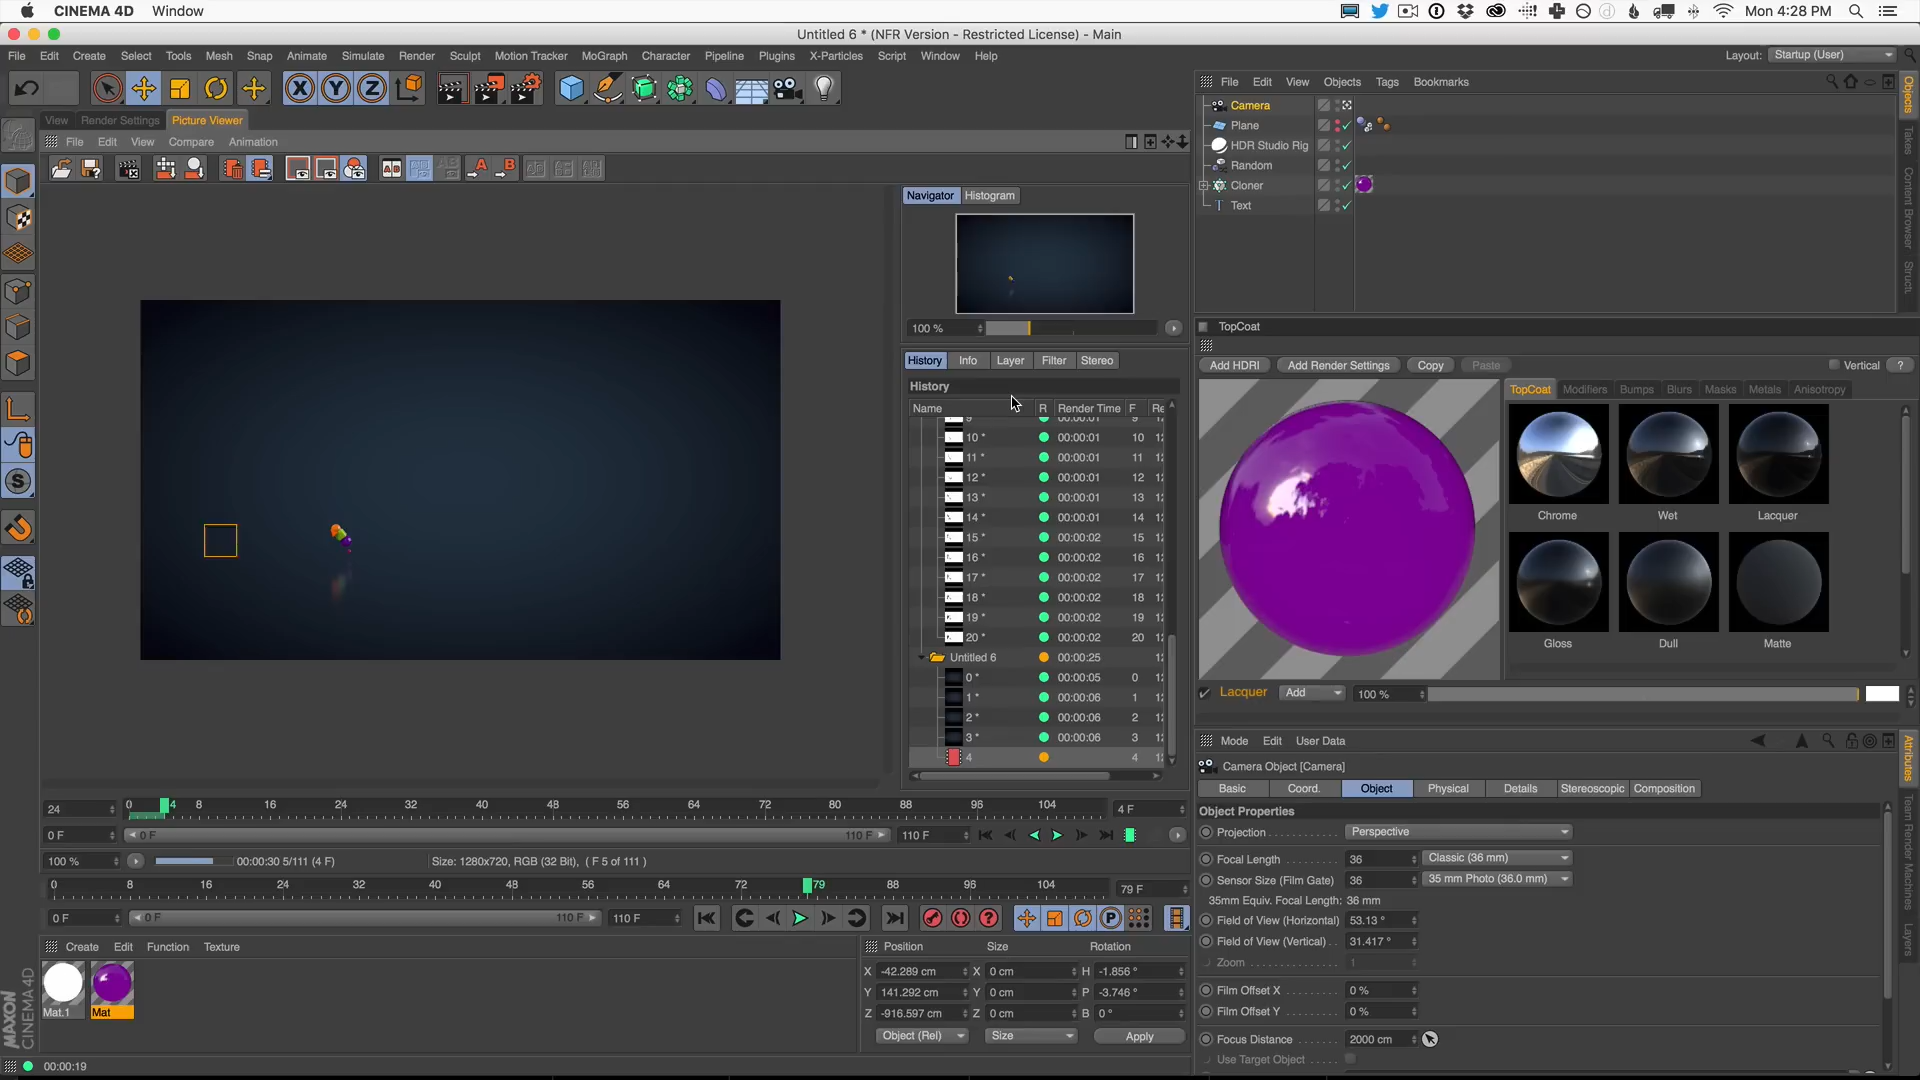 CINEMA 4D Window
Mon 4:28 PM
Untitled 6 * (NFR Version - Restricted License) - Main
File Edit Create Select Tools Mesh Snap Animate Simulate Render Sculpt Motion Tracker MoGraph Character Pipeline Plugins X-Particles Script Window Help
Layout: Startup (User)
File Edit View Objects Tags Bookmarks
View Render Settings Picture Viewer
File Edit View Compare Animation
Camera
Plane
HDR Studio Rig
Random
Cloner
Text
Objects
Takes
Content Browser
Navigator Histogram
100 %
History Info Layer Filter Stereo
History
Name R Render Time F
10 * 00:00:01 10
11 * 00:00:01 11
12 * 00:00:01 12
13 * 00:00:01 13
14 * 00:00:01 14
15 * 00:00:02 15
16 * 00:00:02 16
17 * 00:00:02 17
18 * 00:00:02 18
19 * 00:00:02 19
20 * 00:00:02 20
Untitled 6 00:00:25
0 * 00:00:05 0
1 * 00:00:06 1
2 * 00:00:06 2
3 * 00:00:06 3
4 4
TopCoat
Add HDRI Add Render Settings Copy Paste Vertical ?
TopCoat Modifiers Bumps Blurs Masks Metals Anisotropy
Chrome Wet Lacquer
Gloss Dull Matte
Lacquer Add 100 %
Mode Edit User Data
Camera Object [Camera]
Basic Coord. Object Physical Details Stereoscopic Composition
Object Properties
Projection Perspective
Focal Length 36 Classic (36 mm)
Sensor Size (Film Gate) 36 35 mm Photo (36.0 mm)
35mm Equiv. Focal Length: 36 mm
Field of View (Horizontal) 53.13 °
Field of View (Vertical) 31.417 °
Zoom 1
Film Offset X 0 %
Film Offset Y 0 %
Focus Distance 2000 cm
Use Target Object
Attributes
Team Render Machines
Layers
24 0 4 8 16 24 32 40 48 56 64 72 80 88 96 104 4 F
0 F 0 F 110 F 110 F
100 % 00:00:30 5/111 (4 F) Size: 1280x720, RGB (32 Bit), ( F 5 of 111 )
0 8 16 24 32 40 48 56 64 72 79 88 96 104 79 F
0 F 0 F 110 F 110 F
Create Edit Function Texture
Mat.1 Mat
Position Size Rotation
X -42.289 cm X 0 cm H -1.856 °
Y 141.292 cm Y 0 cm P -3.746 °
Z -916.597 cm Z 0 cm B 0 °
Object (Rel) Size Apply
MAXON CINEMA 4D
00:00:19